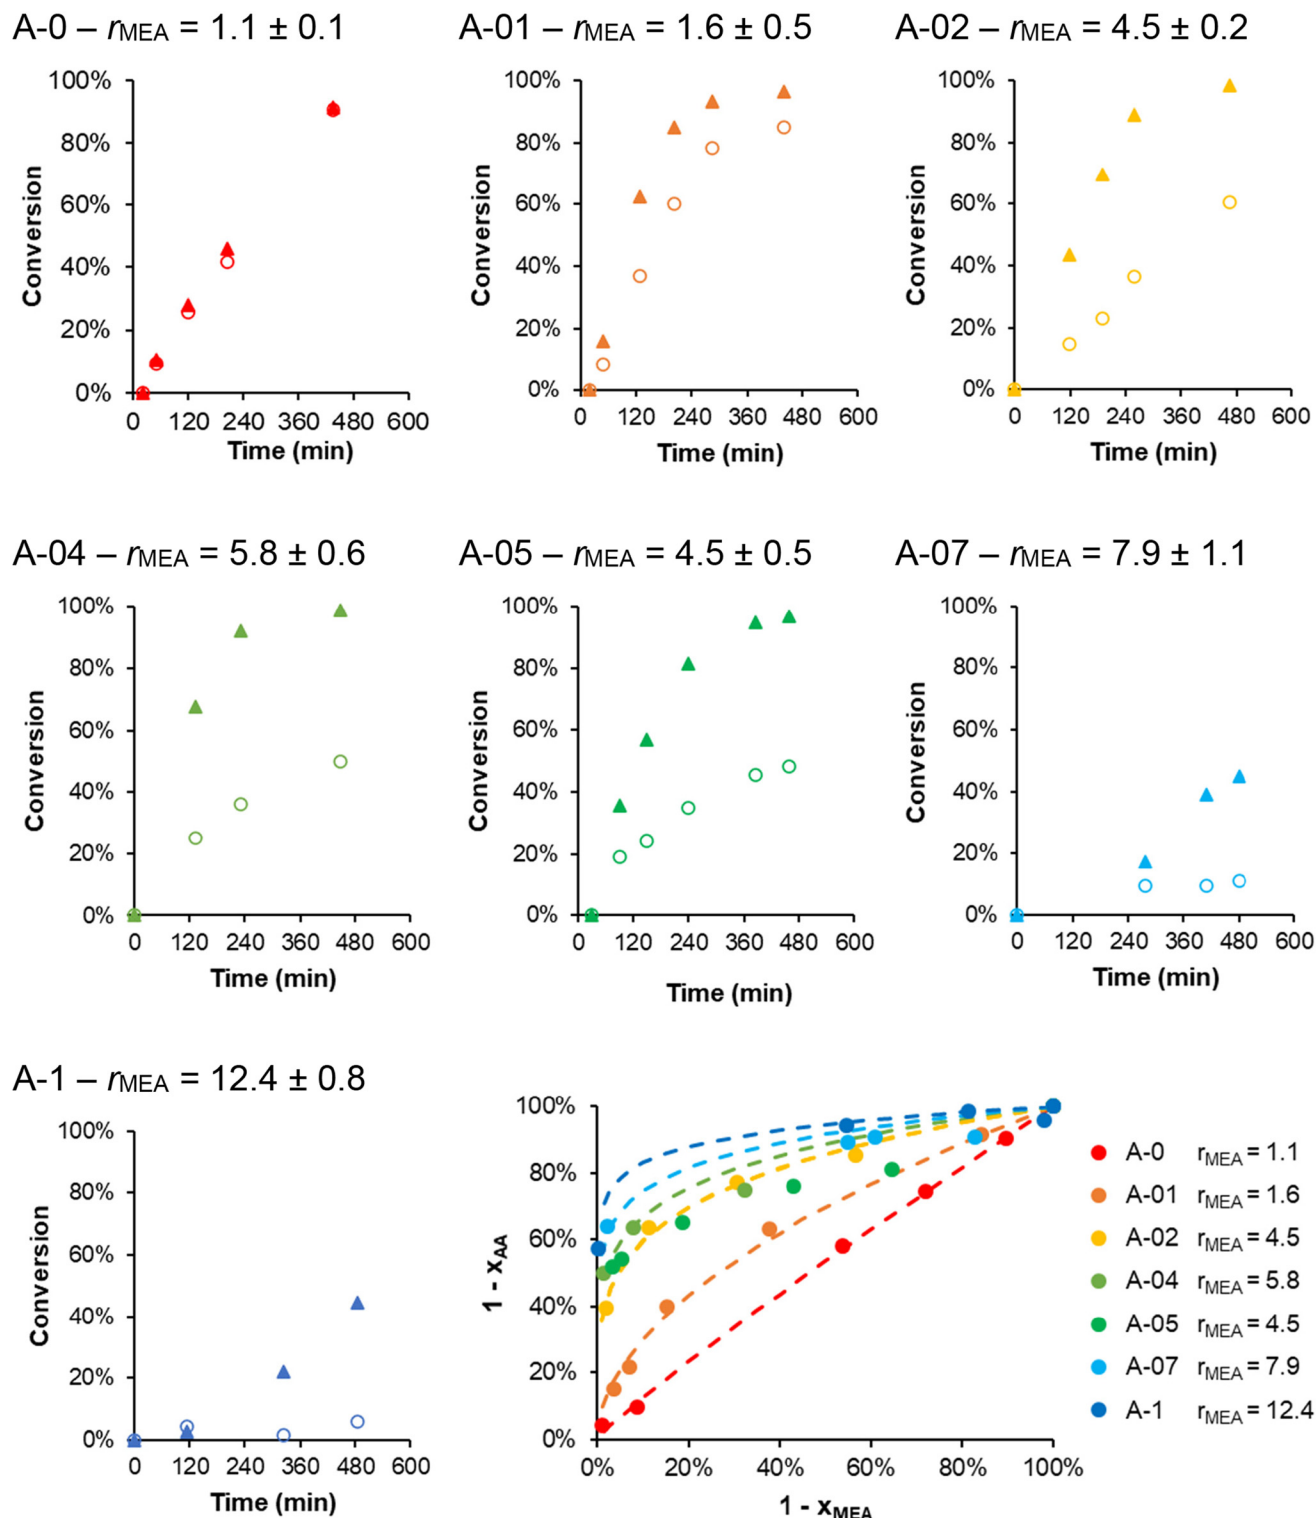 A-0 – rMEA = 1.1 ± 0.1
A-01 – rMEA = 1.6 ± 0.5
A-02 – rMEA = 4.5 ± 0.2
100%
80%
60%
40%
20%
0%
Conversion
0 120 240 360 480 600
Time (min)
100%
80%
60%
40%
20%
0%
Conversion
0 120 240 360 480 600
Time (min)
100%
80%
60%
40%
20%
0%
Conversion
0 120 240 360 480 600
Time (min)
A-04 – rMEA = 5.8 ± 0.6
A-05 – rMEA = 4.5 ± 0.5
A-07 – rMEA = 7.9 ± 1.1
100%
80%
60%
40%
20%
0%
Conversion
0 120 240 360 480 600
Time (min)
100%
80%
60%
40%
20%
0%
Conversion
0 120 240 360 480 600
Time (min)
100%
80%
60%
40%
20%
0%
Conversion
0 120 240 360 480 600
Time (min)
A-1 – rMEA = 12.4 ± 0.8
100%
80%
60%
40%
20%
0%
Conversion
0 120 240 360 480 600
Time (min)
100%
80%
60%
40%
20%
0%
1 - xAA
0% 20% 40% 60% 80% 100%
1 - xMEA
A-0 rMEA = 1.1
A-01 rMEA = 1.6
A-02 rMEA = 4.5
A-04 rMEA = 5.8
A-05 rMEA = 4.5
A-07 rMEA = 7.9
A-1 rMEA = 12.4